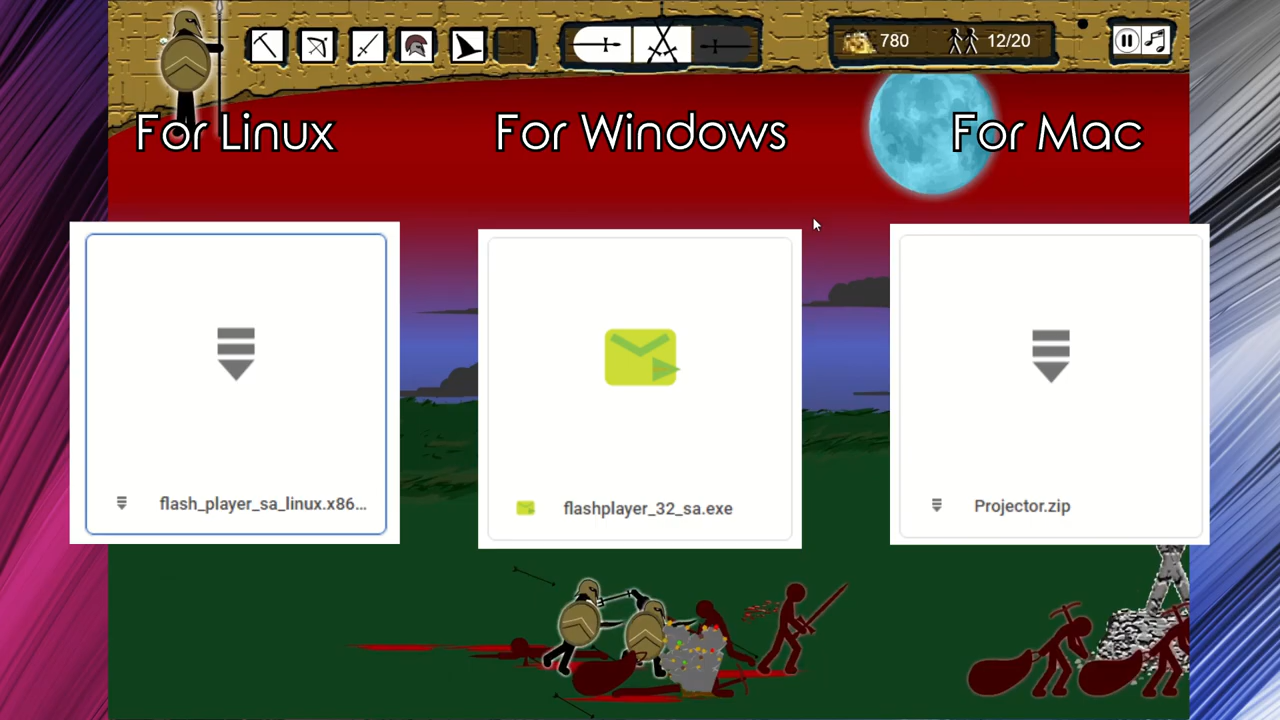 780
12/20
For Linux
For Windows
For Mac
flash_player_sa_linux.x86...
flashplayer_32_sa.exe
Projector.zip